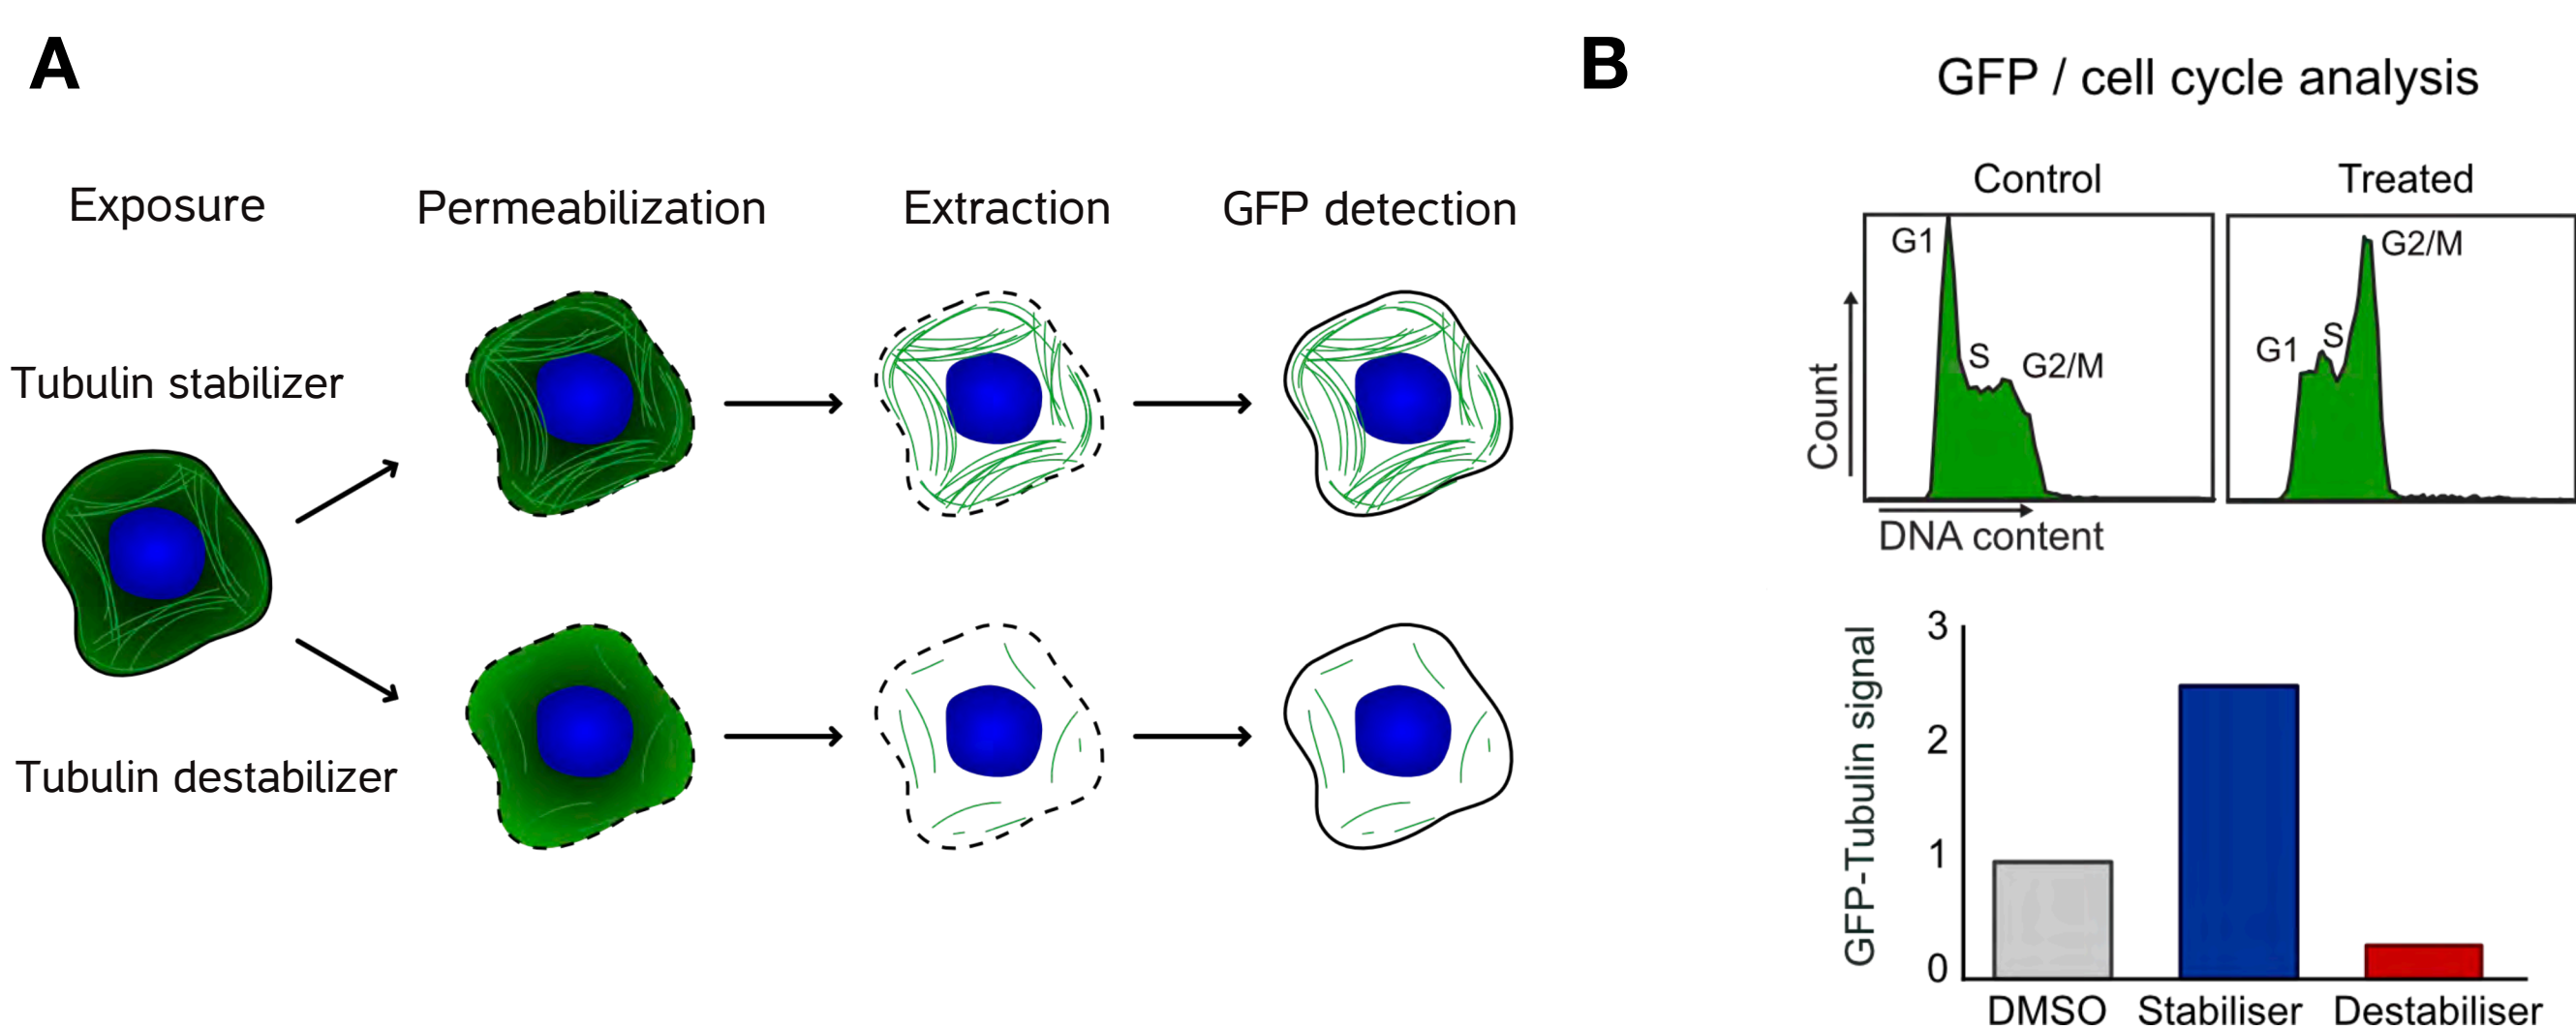 A
Exposure
Permeabilization
Extraction
GFP detection
Tubulin stabilizer
Tubulin destabilizer
B
GFP / cell cycle analysis
Control
Treated
G1
S
G2/M
G1
S
G2/M
Count
DNA content
GFP-Tubulin signal
3
2
1
0
DMSO
Stabiliser
Destabiliser